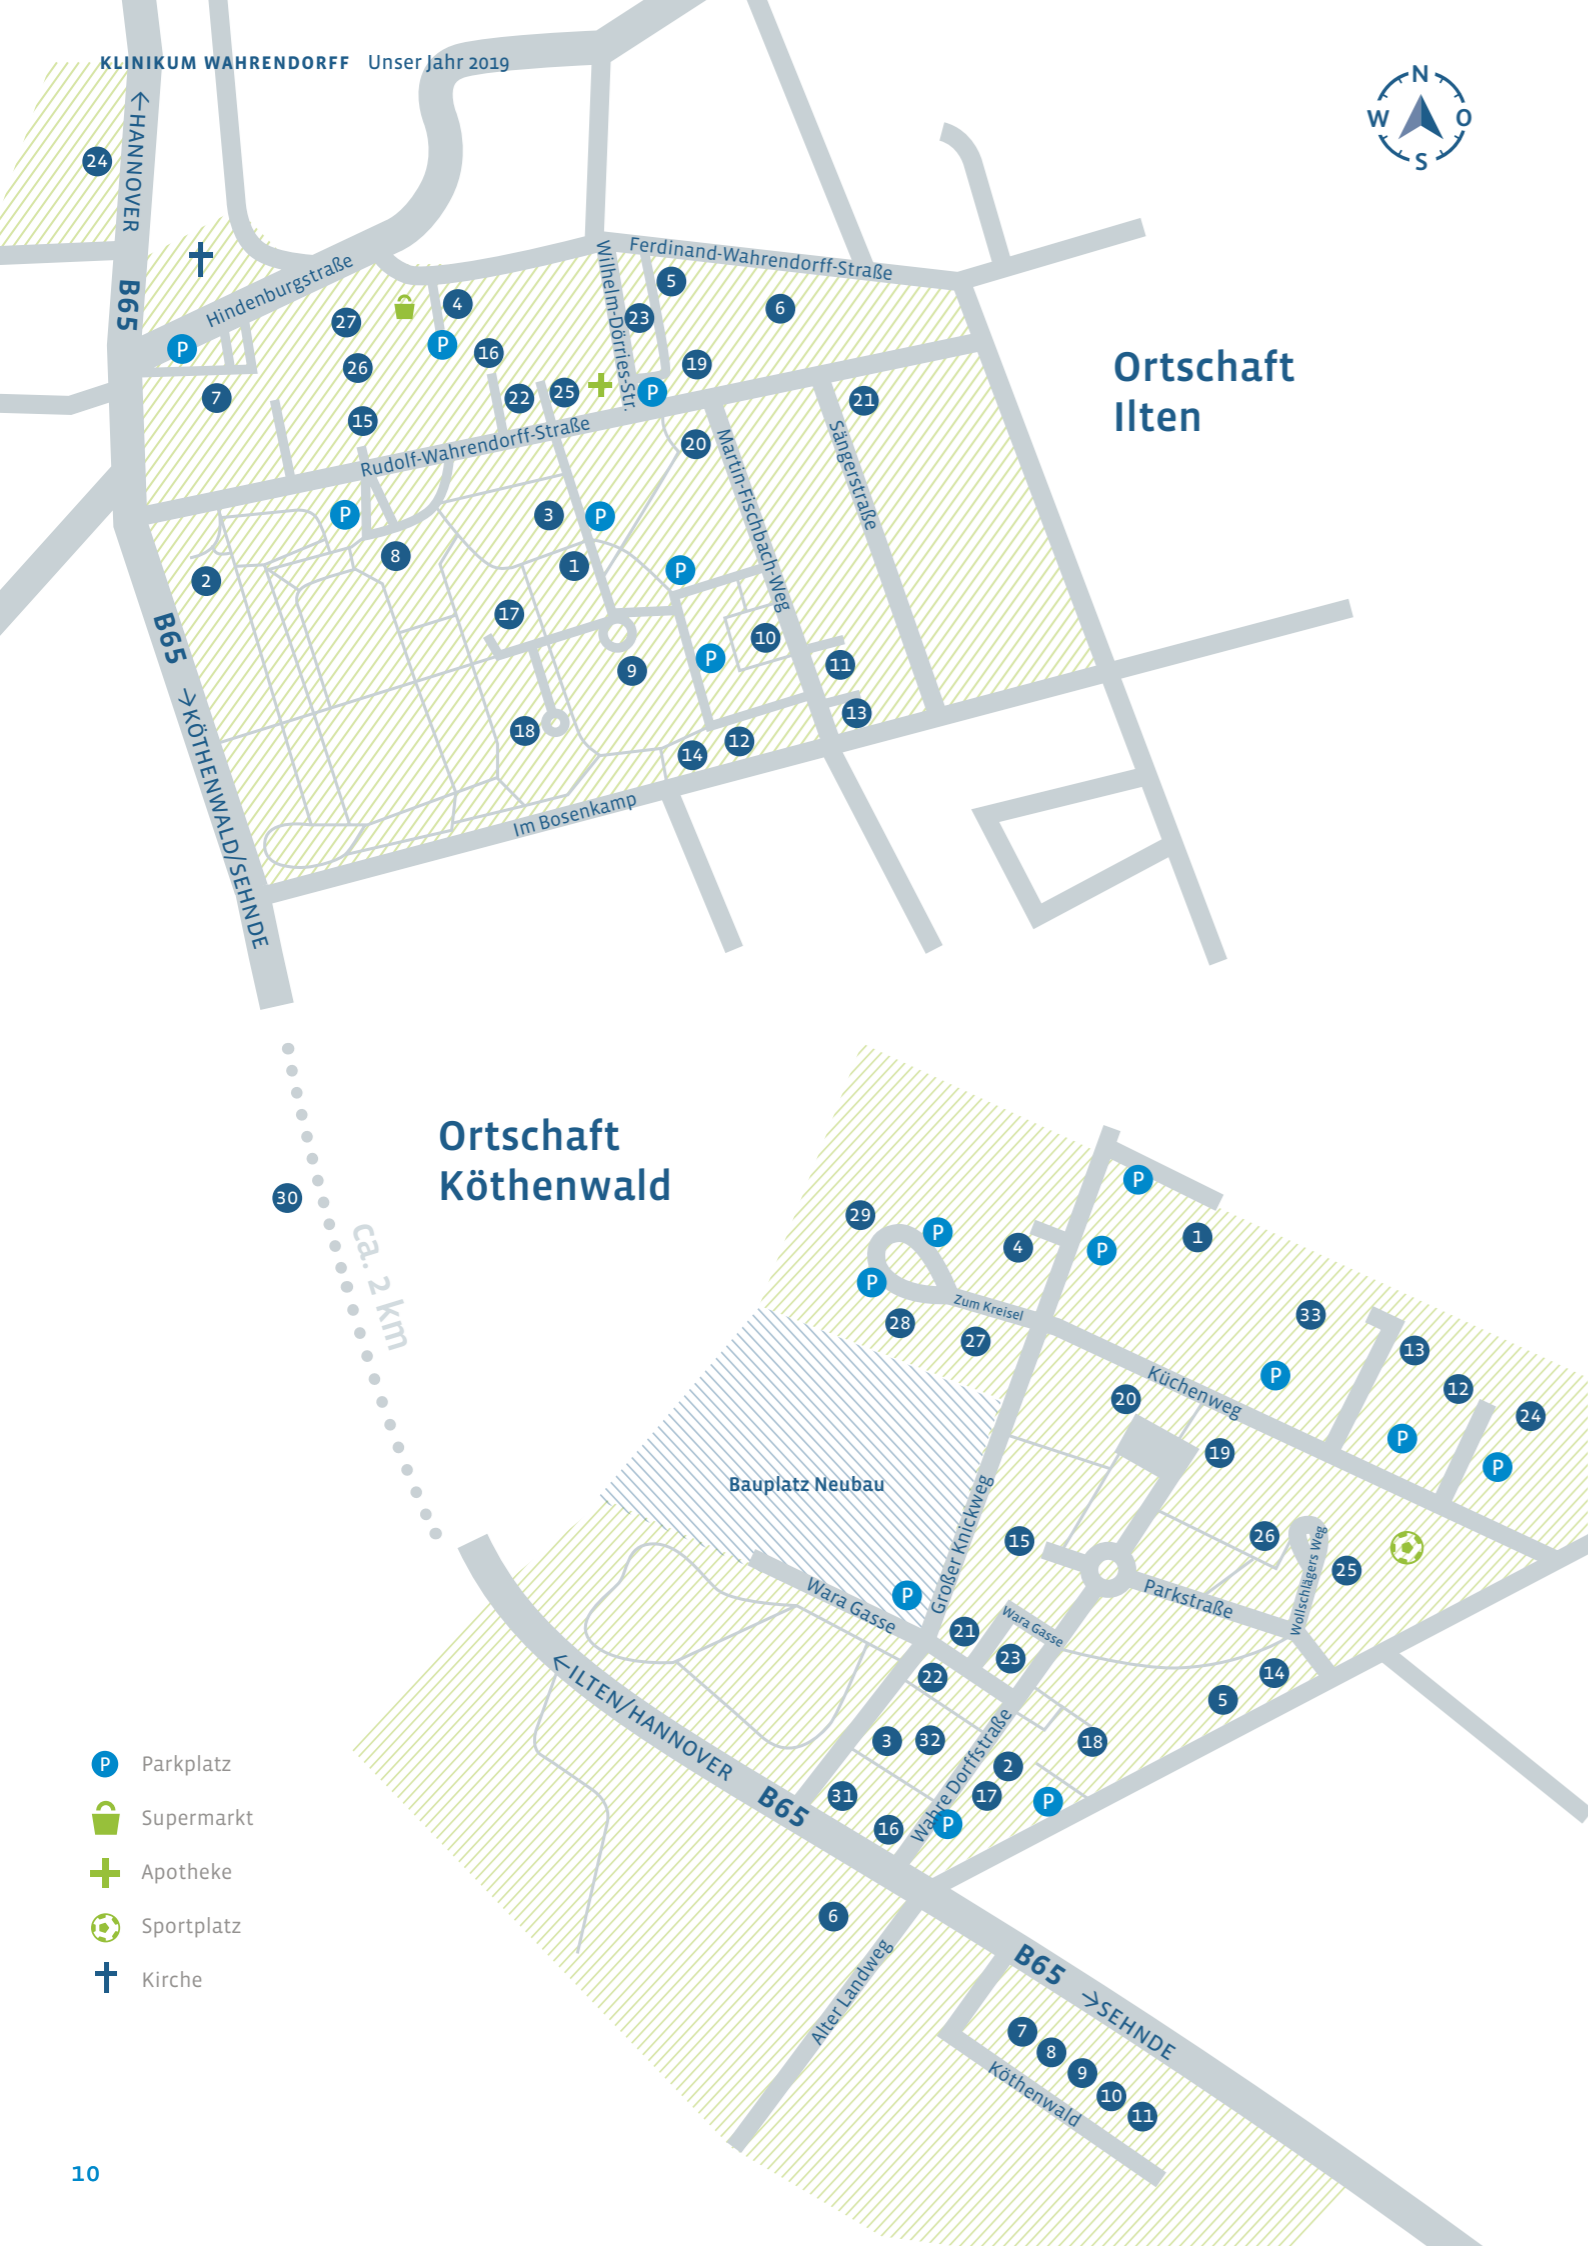 KLINIKUM WAHRENDORFF Unser Jahr 2019
N
W O
S
←HANNOVER
24
B65
Hindenburgstraße
Ferdinand-Wahrendorff-Straße
Wilhelm-Dörries-Str.
5
4
6
27
23
P
P
16
26
19
7
22
25
P
21
15
Rudolf-Wahrendorff-Straße
20
Martin-Fischbach-Weg
Sängerstraße
Ortschaft
Ilten
P
3
P
8
1
P
2
17
10
B65
9
P
11
→KÖTHENWALD/SEHNDE
13
18
12
14
Im Bosenkamp
Ortschaft
Köthenwald
30
ca. 2 km
P
29
P
4
P
1
P
Zum Kreisel
28
27
33
13
P
Küchenweg
12
20
24
P
19
P
Bauplatz Neubau
Großer Knickweg
15
26
25
Wollschlägers Weg
Parkstraße
P
Wara Gasse
Wara Gasse
21
23
22
14
5
←ILTEN/HANNOVER
3
32
18
Wahre Dorffstraße
2
31
17
P
B65
16
P
6
Alter Landweg
B65
→SEHNDE
7
8
9
10
11
Köthenwald
P Parkplatz
Supermarkt
Apotheke
Sportplatz
Kirche
10